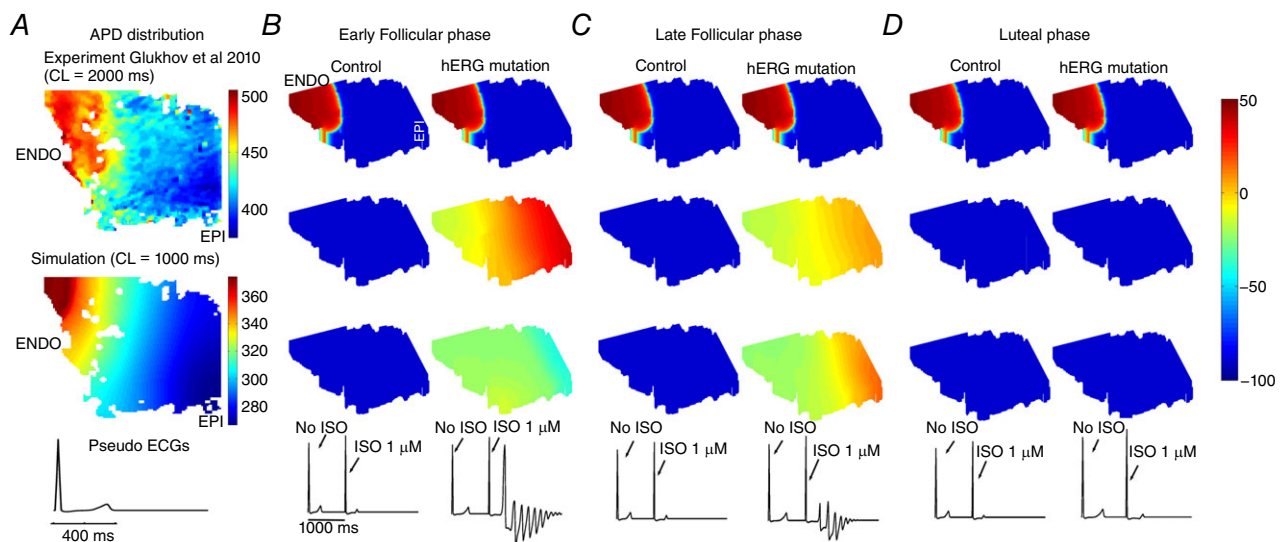 A
APD distribution
Experiment Glukhov et al 2010
(CL = 2000 ms)
500
450
400
ENDO
EPI
Simulation (CL = 1000 ms)
360
340
320
300
280
ENDO
EPI
Pseudo ECGs
400 ms
B
Early Follicular phase
Control
hERG mutation
ENDO
EPI
No ISO
ISO 1 μM
No ISO
ISO 1 μM
1000 ms
C
Late Follicular phase
Control
hERG mutation
No ISO
ISO 1 μM
No ISO
ISO 1 μM
D
Luteal phase
Control
hERG mutation
No ISO
ISO 1 μM
No ISO
ISO 1 μM
50
0
−50
−100